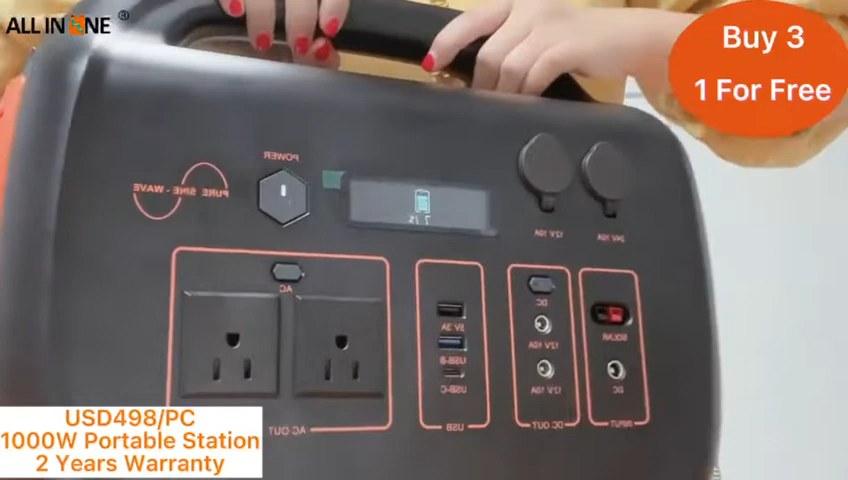 ALL IN ONE®
Buy 3
1 For Free
POWER
PURE SINE - WAVE
12V 10A
24V 10A
AC
DC
5V 3A
12V 10A
SOLAR
USB-B
USB-C
12V 10A
DC
AC OUT
USB
DC OUT
INPUT
USD498/PC
1000W Portable Station
2 Years Warranty